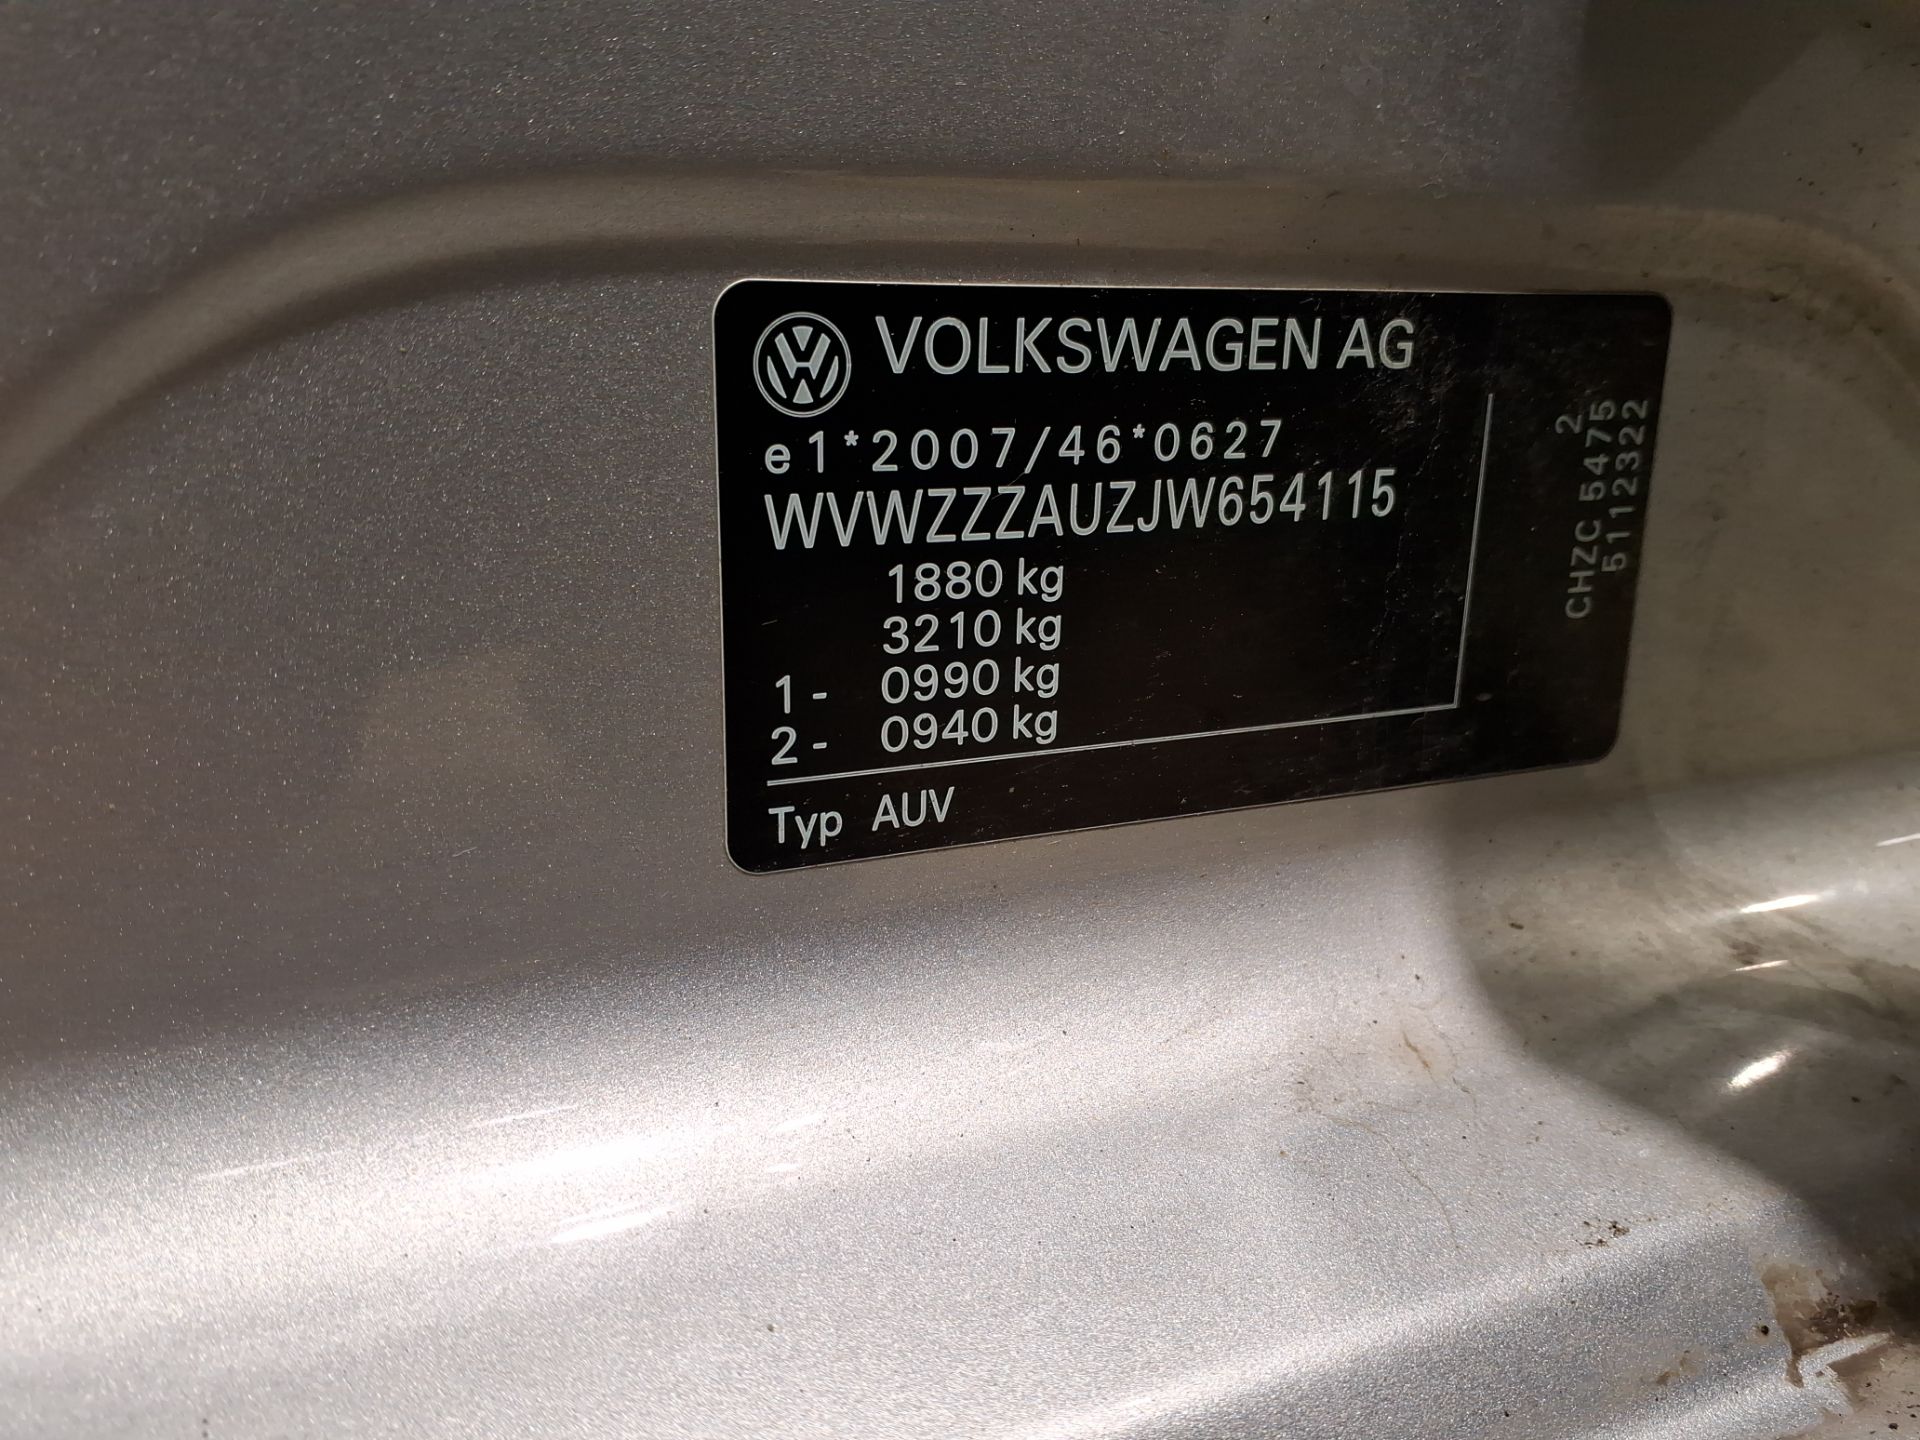 VOLKSWAGEN AG
e1*2007/46*0627
WVWZZZAUZJW654115
1880 kg
3210 kg
1- 0990 kg
2- 0940 kg
Typ AUV
2
CHZC 5475
5112322